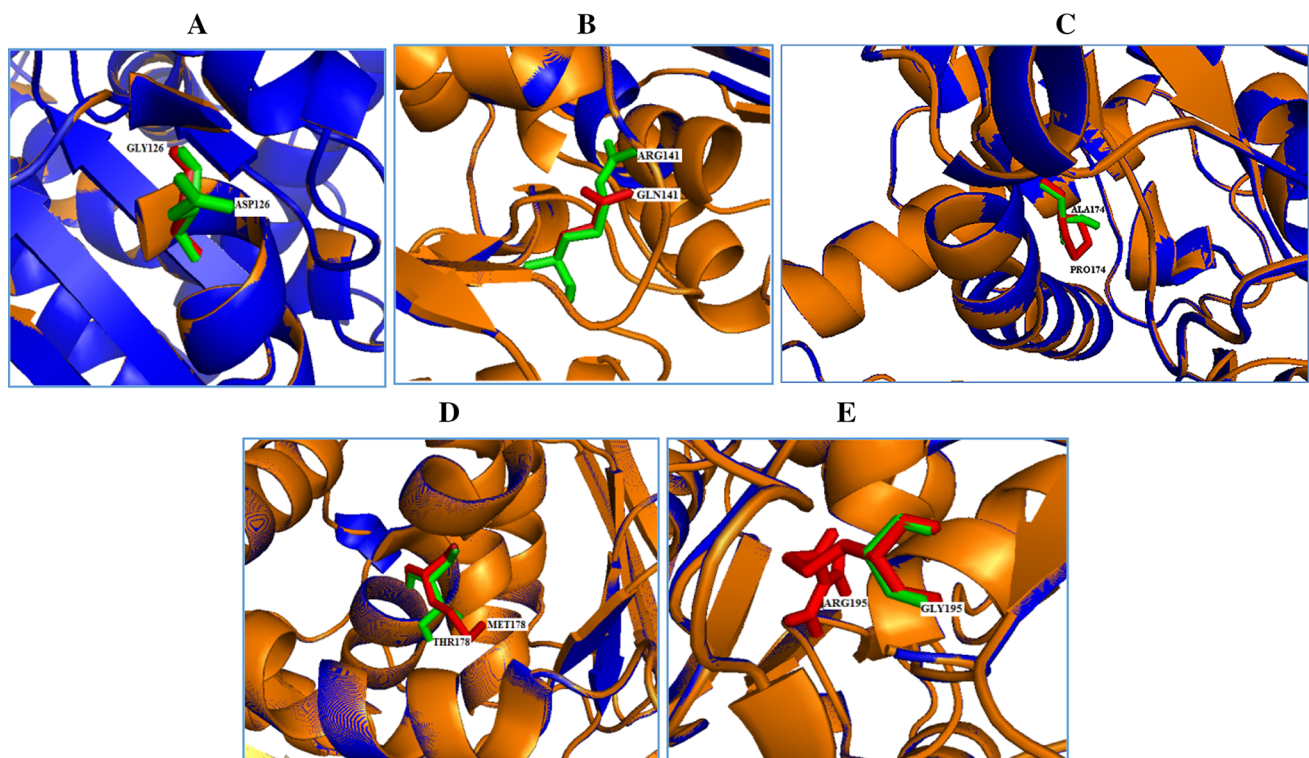 A
B
C
GLY126
ASP126
ARG141
GLN141
ALA174
PRO174
D
E
MET178
THR178
ARG195
GLY195